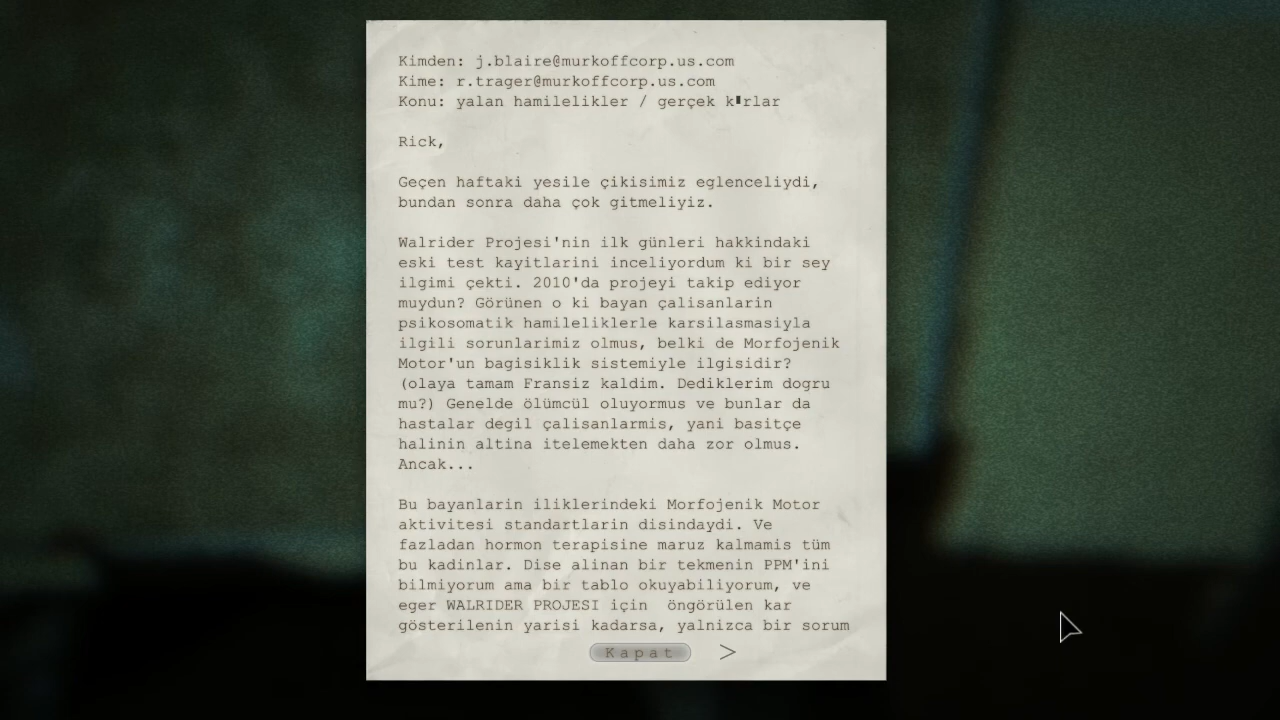 Kimden: j.blaire@murkoffcorp.us.com
Kime: r.trager@murkoffcorp.us.com
Konu: yalan hamilelikler / gerçek k▮rlar
Rick,
Geçen haftaki yesile çikisimiz eglenceliydi,
bundan sonra daha çok gitmeliyiz.
Walrider Projesi'nin ilk günleri hakkindaki
eski test kayitlarini inceliyordum ki bir sey
ilgimi çekti. 2010'da projeyi takip ediyor
muydun? Görünen o ki bayan çalisanlarin
psikosomatik hamileliklerle karsilasmasiyla
ilgili sorunlarimiz olmus, belki de Morfojenik
Motor'un bagisiklik sistemiyle ilgisidir?
(olaya tamam Fransiz kaldim. Dediklerim dogru
mu?) Genelde ölümcül oluyormus ve bunlar da
hastalar degil çalisanlarmis, yani basitçe
halinin altina itelemekten daha zor olmus.
Ancak...
Bu bayanlarin iliklerindeki Morfojenik Motor
aktivitesi standartlarin disindaydi. Ve
fazladan hormon terapisine maruz kalmamis tüm
bu kadinlar. Dise alinan bir tekmenin PPM'ini
bilmiyorum ama bir tablo okuyabiliyorum, ve
eger WALRIDER PROJESI için  öngörülen kar
gösterilenin yarisi kadarsa, yalnizca bir sorum
Kapat >